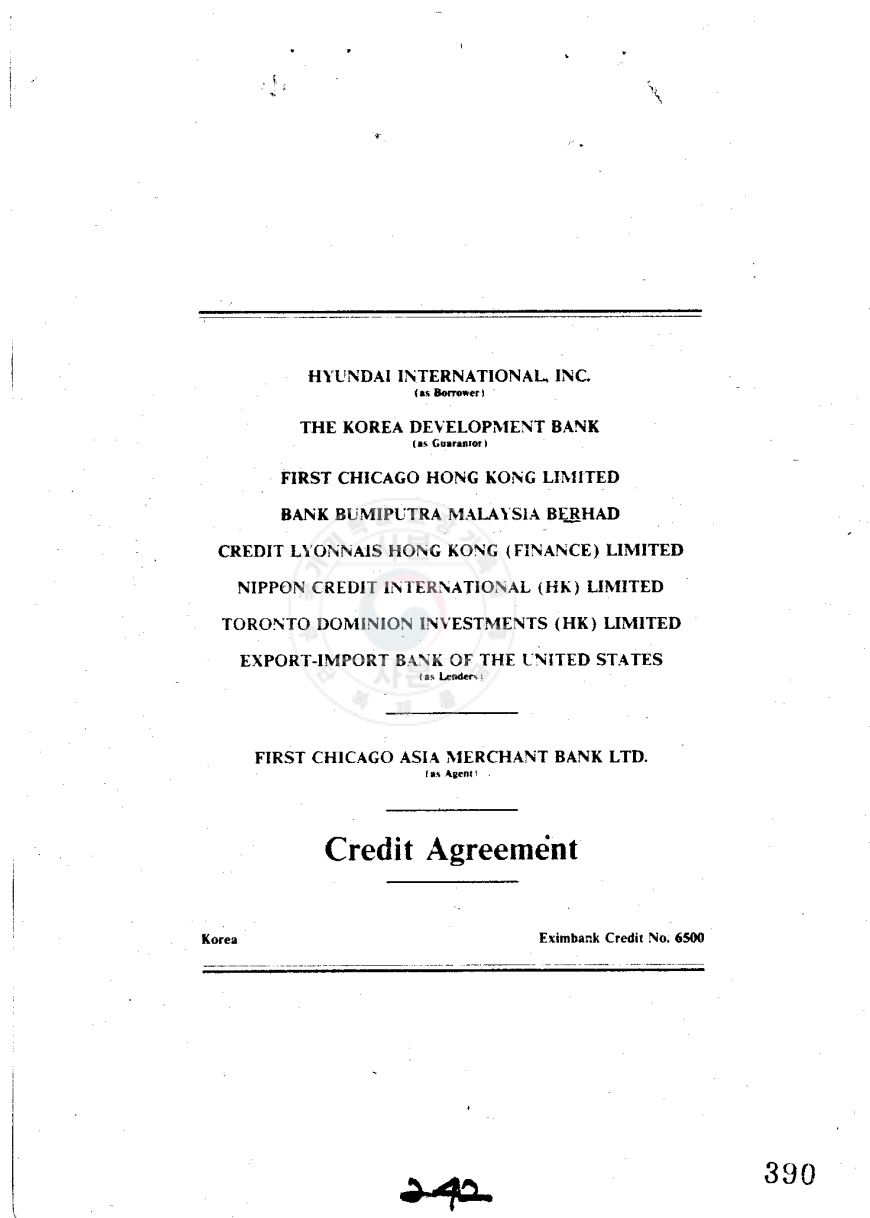 HYUNDAI INTERNATIONAL, INC.
(as Borrower)
THE KOREA DEVELOPMENT BANK
(as Guarantor)
FIRST CHICAGO HONG KONG LIMITED
BANK BUMIPUTRA MALAYSIA BERHAD
CREDIT LYONNAIS HONG KONG (FINANCE) LIMITED
NIPPON CREDIT INTERNATIONAL (HK) LIMITED
TORONTO DOMINION INVESTMENTS (HK) LIMITED
EXPORT-IMPORT BANK OF THE UNITED STATES
(as Lenders)
FIRST CHICAGO ASIA MERCHANT BANK LTD.
(as Agent)
Credit Agreement
Korea Eximbank Credit No. 6500
390
242